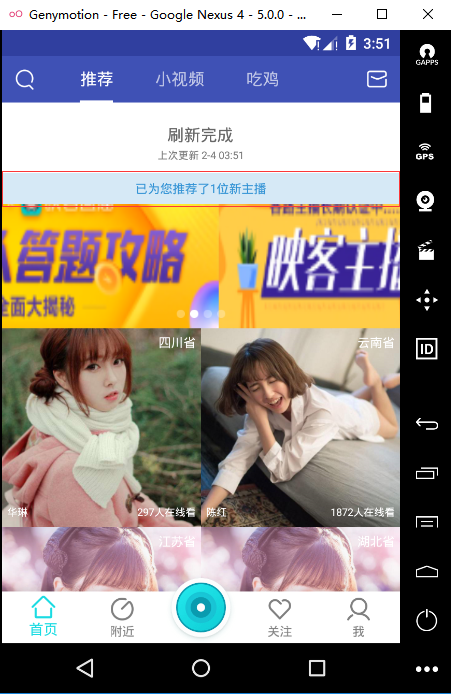 Genymotion - Free - Google Nexus 4 - 5.0.0 - ...
3:51
推荐
小视频
吃鸡
刷新完成
上次更新 2-4 03:51
已为您推荐了1位新主播
答题攻略
全面大揭秘
映客主
四川省
云南省
华琳
297人在线看
陈红
1872人在线看
江苏省
湖北省
首页
附近
关注
我
GAPPS
GPS
ID